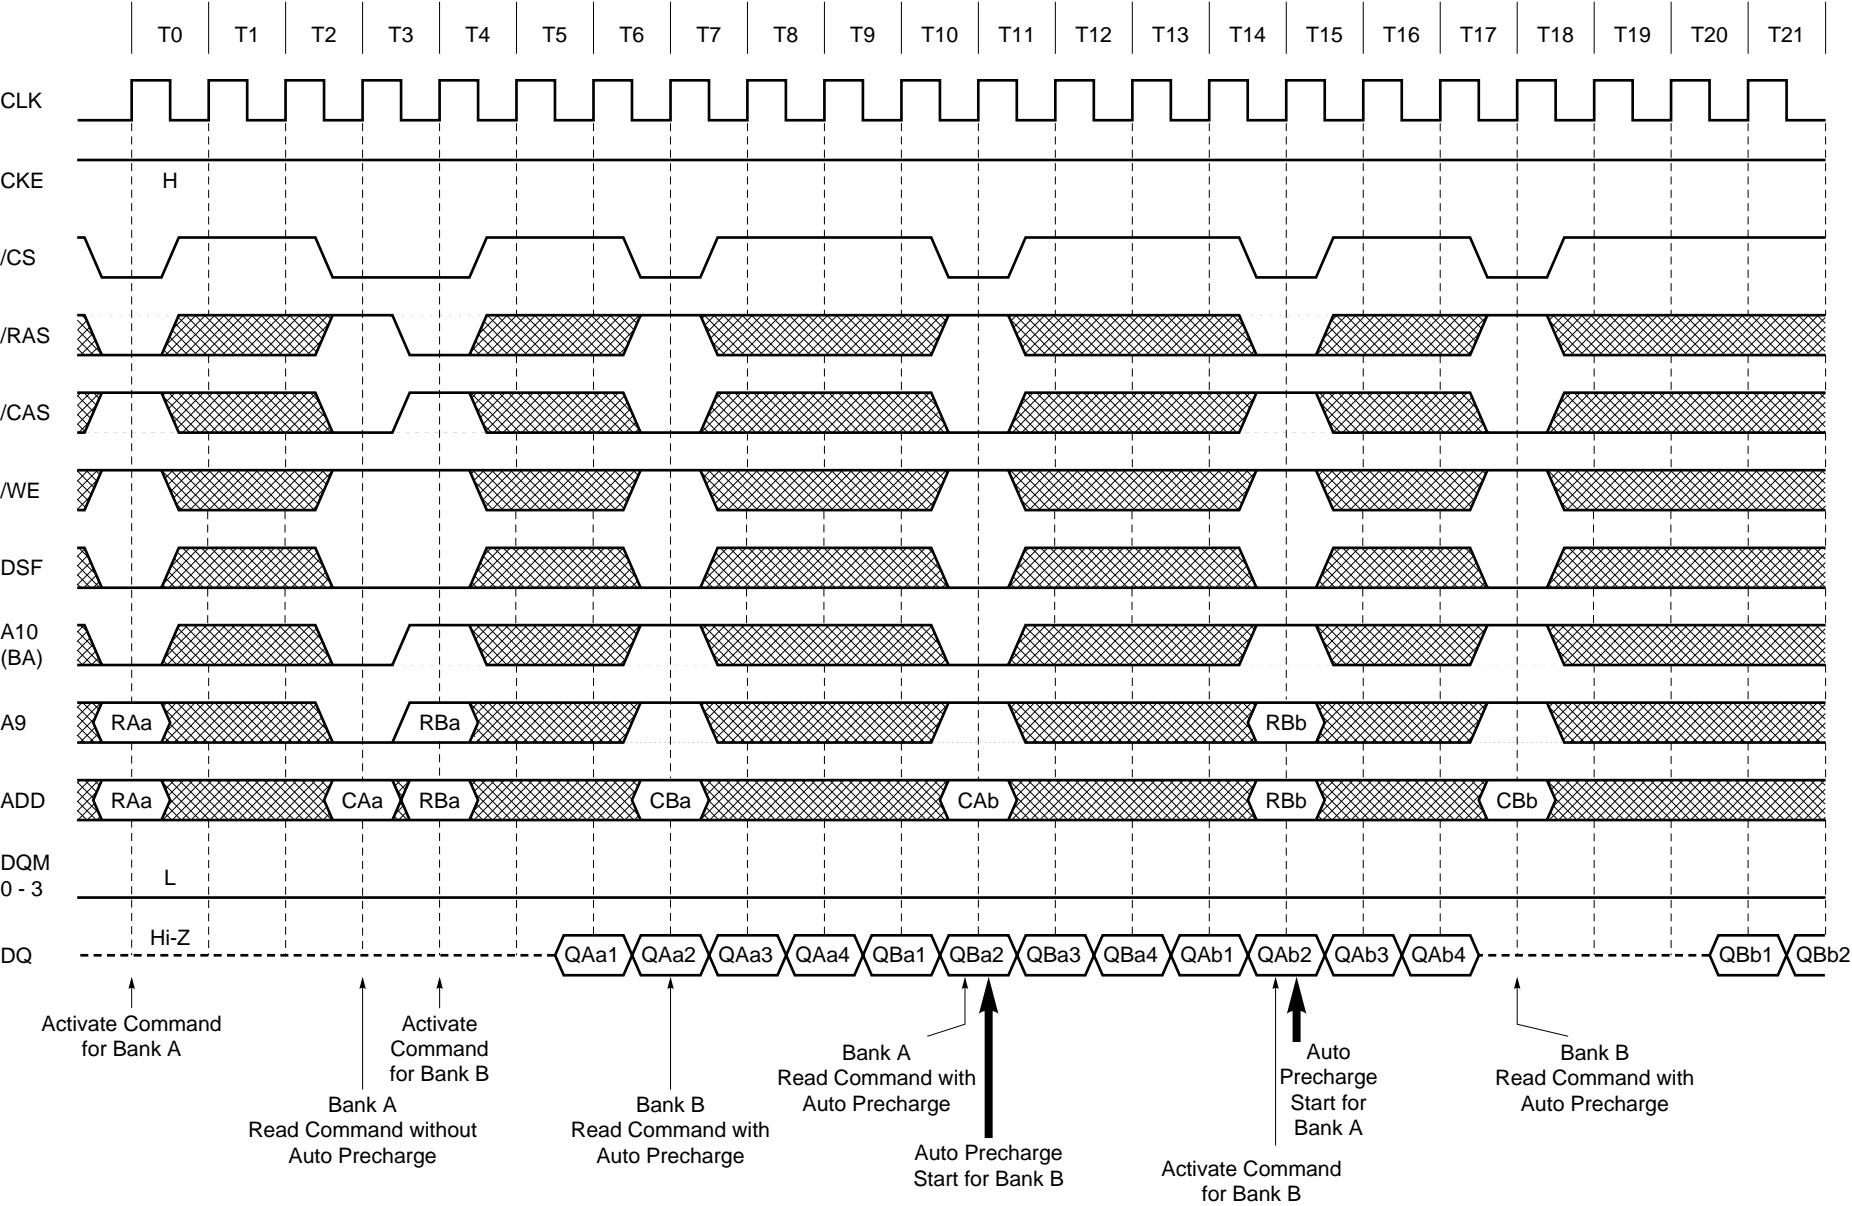 T0 T1 T2 T3 T4 T5 T6 T7 T8 T9 T10 T11 T12 T13 T14 T15 T16 T17 T18 T19 T20 T21
CLK
CKE H
/CS
/RAS
/CAS
/WE
DSF
A10
(BA)
A9 RAa RBa RBb
ADD RAa CAa RBa CBa CAb RBb CBb
DQM
0 - 3
L
Hi-Z
DQ QAa1 QAa2 QAa3 QAa4 QBa1 QBa2 QBa3 QBa4 QAb1 QAb2 QAb3 QAb4 QBb1 QBb2
Activate Command
for Bank A
Bank A
Read Command without
Auto Precharge
Activate
Command
for Bank B
Bank B
Read Command with
Auto Precharge
Bank A
Read Command with
Auto Precharge
Auto Precharge
Start for Bank B
Activate Command
for Bank B
Auto
Precharge
Start for
Bank A
Bank B
Read Command with
Auto Precharge